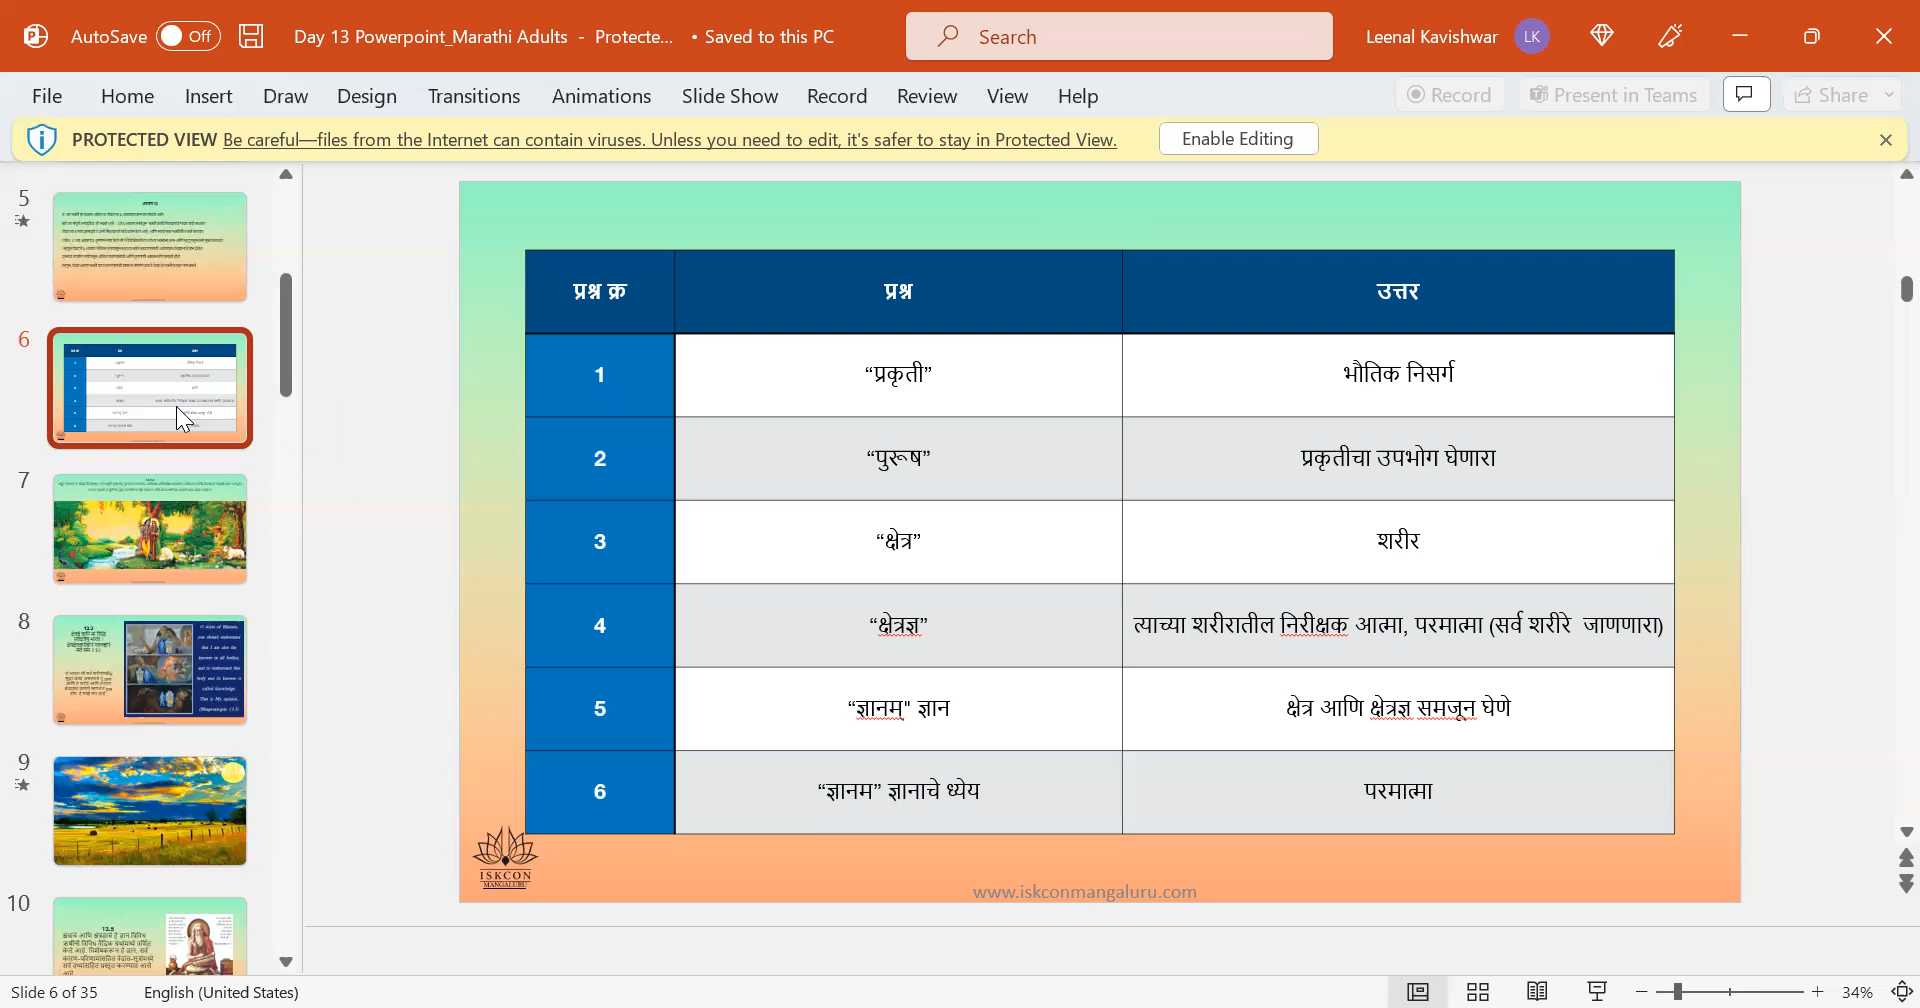 AutoSave Off Day 13 Powerpoint_Marathi Adults - Protecte... • Saved to this PC Search Leenal Kavishwar LK
File Home Insert Draw Design Transitions Animations Slide Show Record Review View Help Record Present in Teams Share
PROTECTED VIEW Be careful—files from the Internet can contain viruses. Unless you need to edit, it's safer to stay in Protected View. Enable Editing
5
6
7
8
9
10
13.5
प्रश्न क्र प्रश्न उत्तर
1 “प्रकृती” भौतिक निसर्ग
2 “पुरूष” प्रकृतीचा उपभोग घेणारा
3 “क्षेत्र” शरीर
4 “क्षेत्रज्ञ” त्याच्या शरीरातील निरीक्षक आत्मा, परमात्मा (सर्व शरीरे जाणणारा)
5 “ज्ञानम्" ज्ञान क्षेत्र आणि क्षेत्रज्ञ समजून घेणे
6 “ज्ञानम” ज्ञानाचे ध्येय परमात्मा
ISKCON
MANGALURU
www.iskconmangaluru.com
Slide 6 of 35 English (United States) 34%